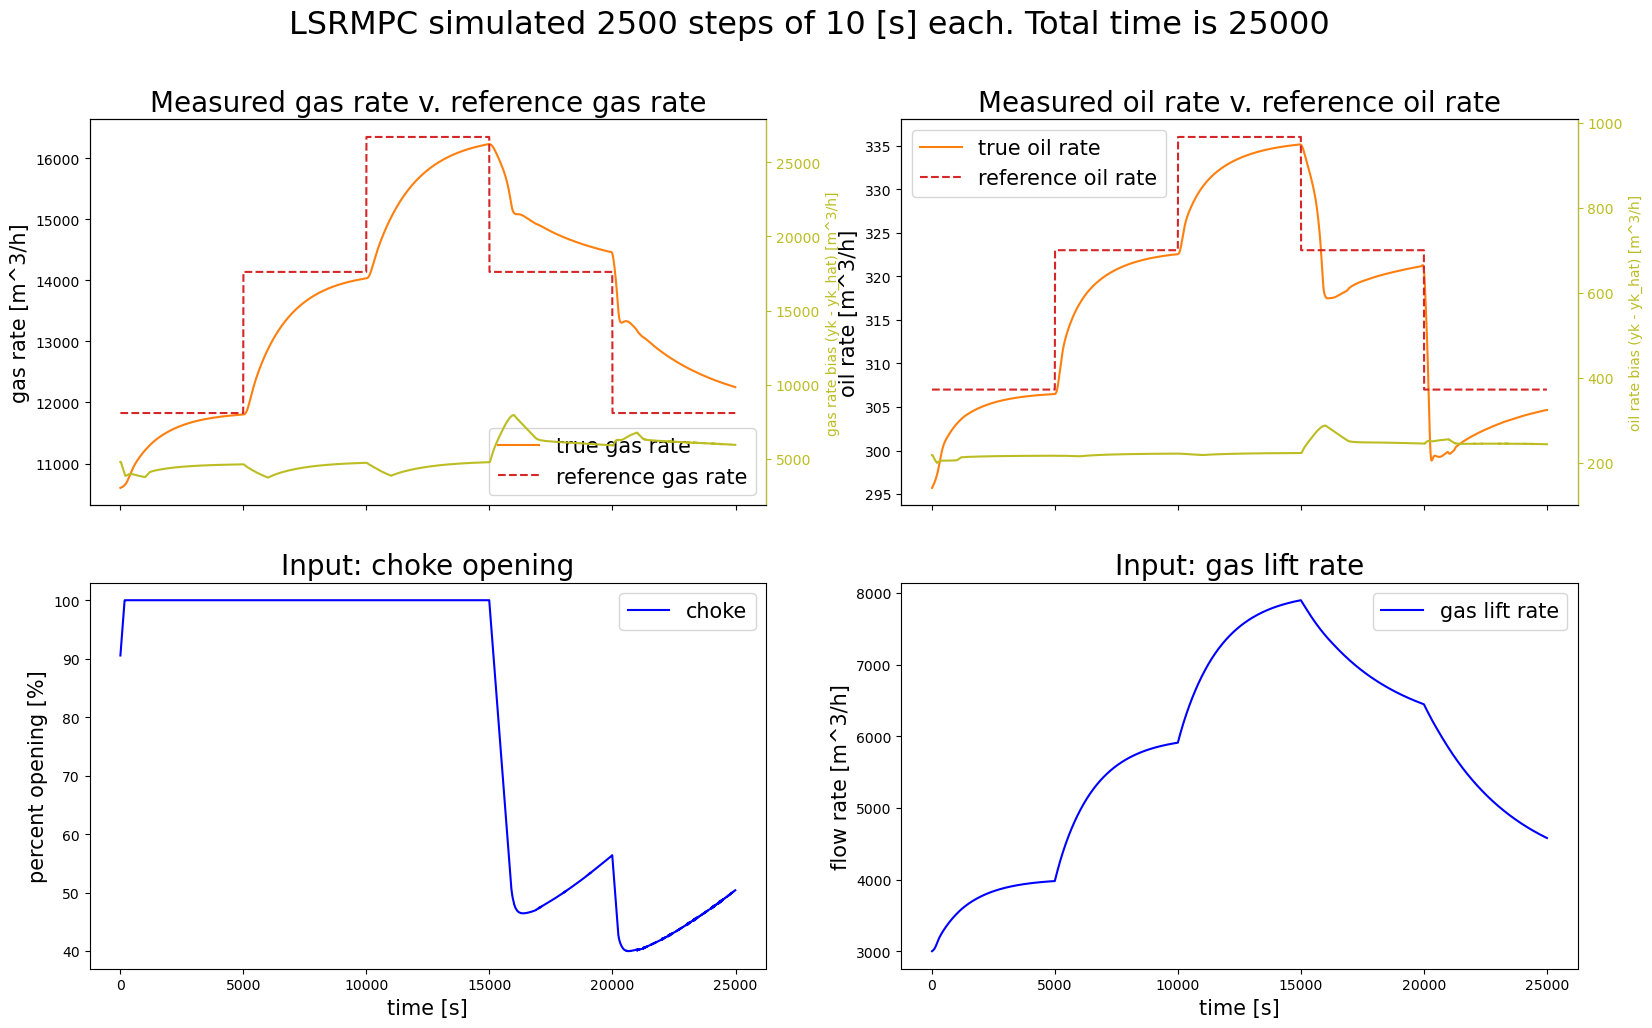 LSRMPC simulated 2500 steps of 10 [s] each. Total time is 25000
Measured gas rate v. reference gas rate
gas rate [m^3/h]
16000
15000
14000
13000
12000
11000
25000
20000
15000
10000
5000
gas rate bias (yk - yk_hat) [m^3/h]
true gas rate
reference gas rate
Measured oil rate v. reference oil rate
oil rate [m^3/h]
335
330
325
320
315
310
305
300
295
1000
800
600
400
200
oil rate bias (yk - yk_hat) [m^3/h]
true oil rate
reference oil rate
Input: choke opening
percent opening [%]
100
90
80
70
60
50
40
choke
0
5000
10000
15000
20000
25000
time [s]
Input: gas lift rate
flow rate [m^3/h]
8000
7000
6000
5000
4000
3000
gas lift rate
0
5000
10000
15000
20000
25000
time [s]